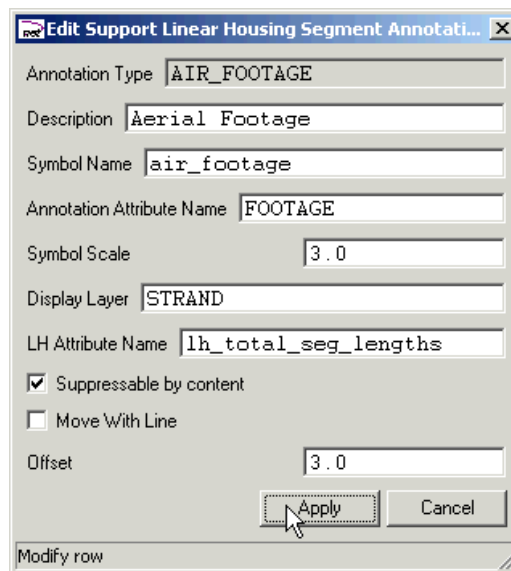 Edit Support Linear Housing Segment Annotati...
Annotation Type AIR_FOOTAGE
Description Aerial Footage
Symbol Name air_footage
Annotation Attribute Name FOOTAGE
Symbol Scale 3.0
Display Layer STRAND
LH Attribute Name lh_total_seg_lengths
Suppressable by content
Move With Line
Offset 3.0
Apply Cancel
Modify row